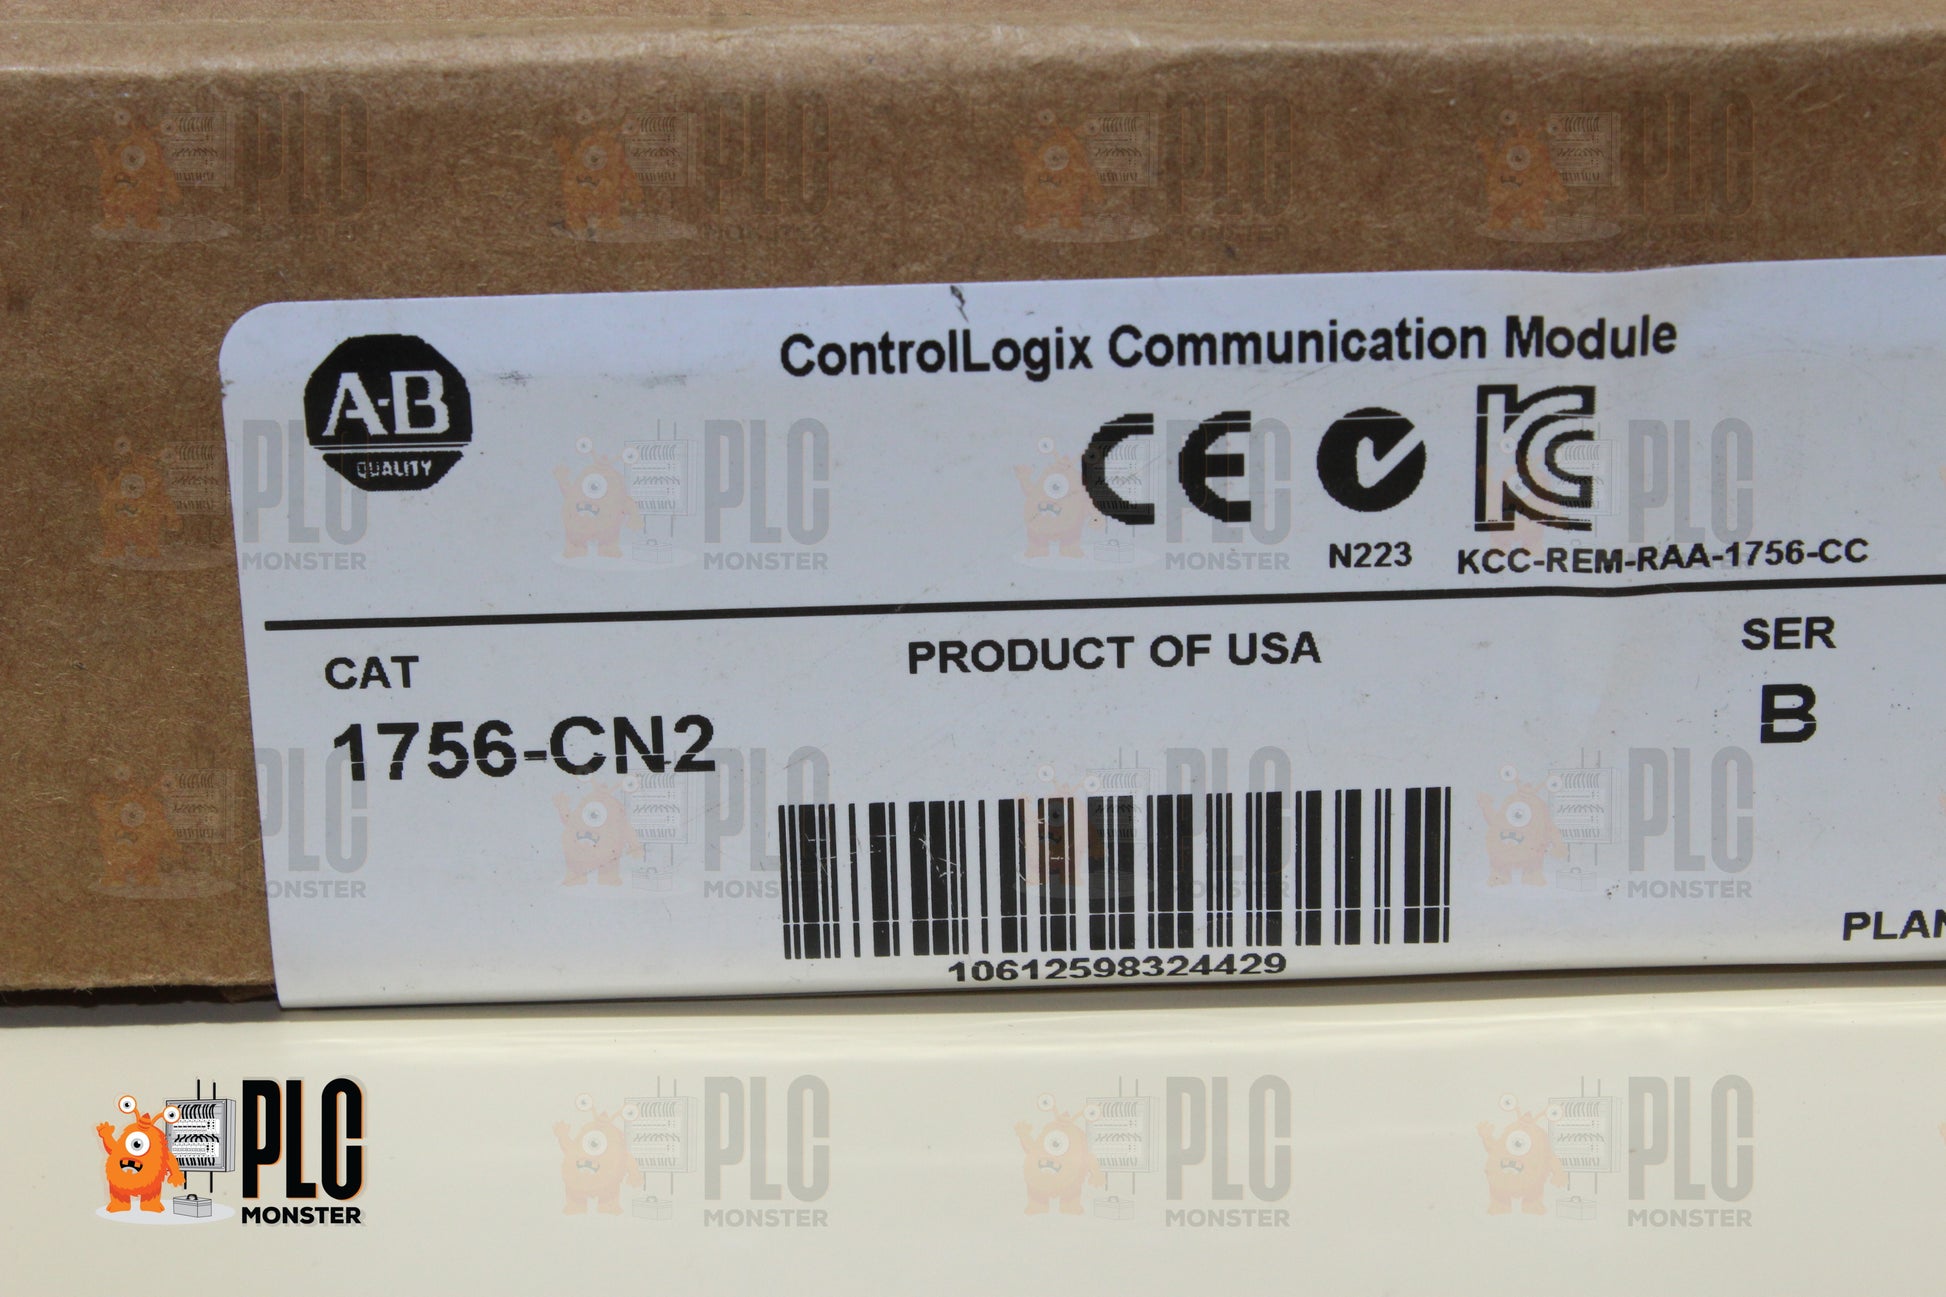 A-B
QUALITY
ControlLogix Communication Module
CE
N223
KCC-REM-RAA-1756-CC
CAT
PRODUCT OF USA
SER
1756-CN2
B
10612598324429
PLC
MONSTER